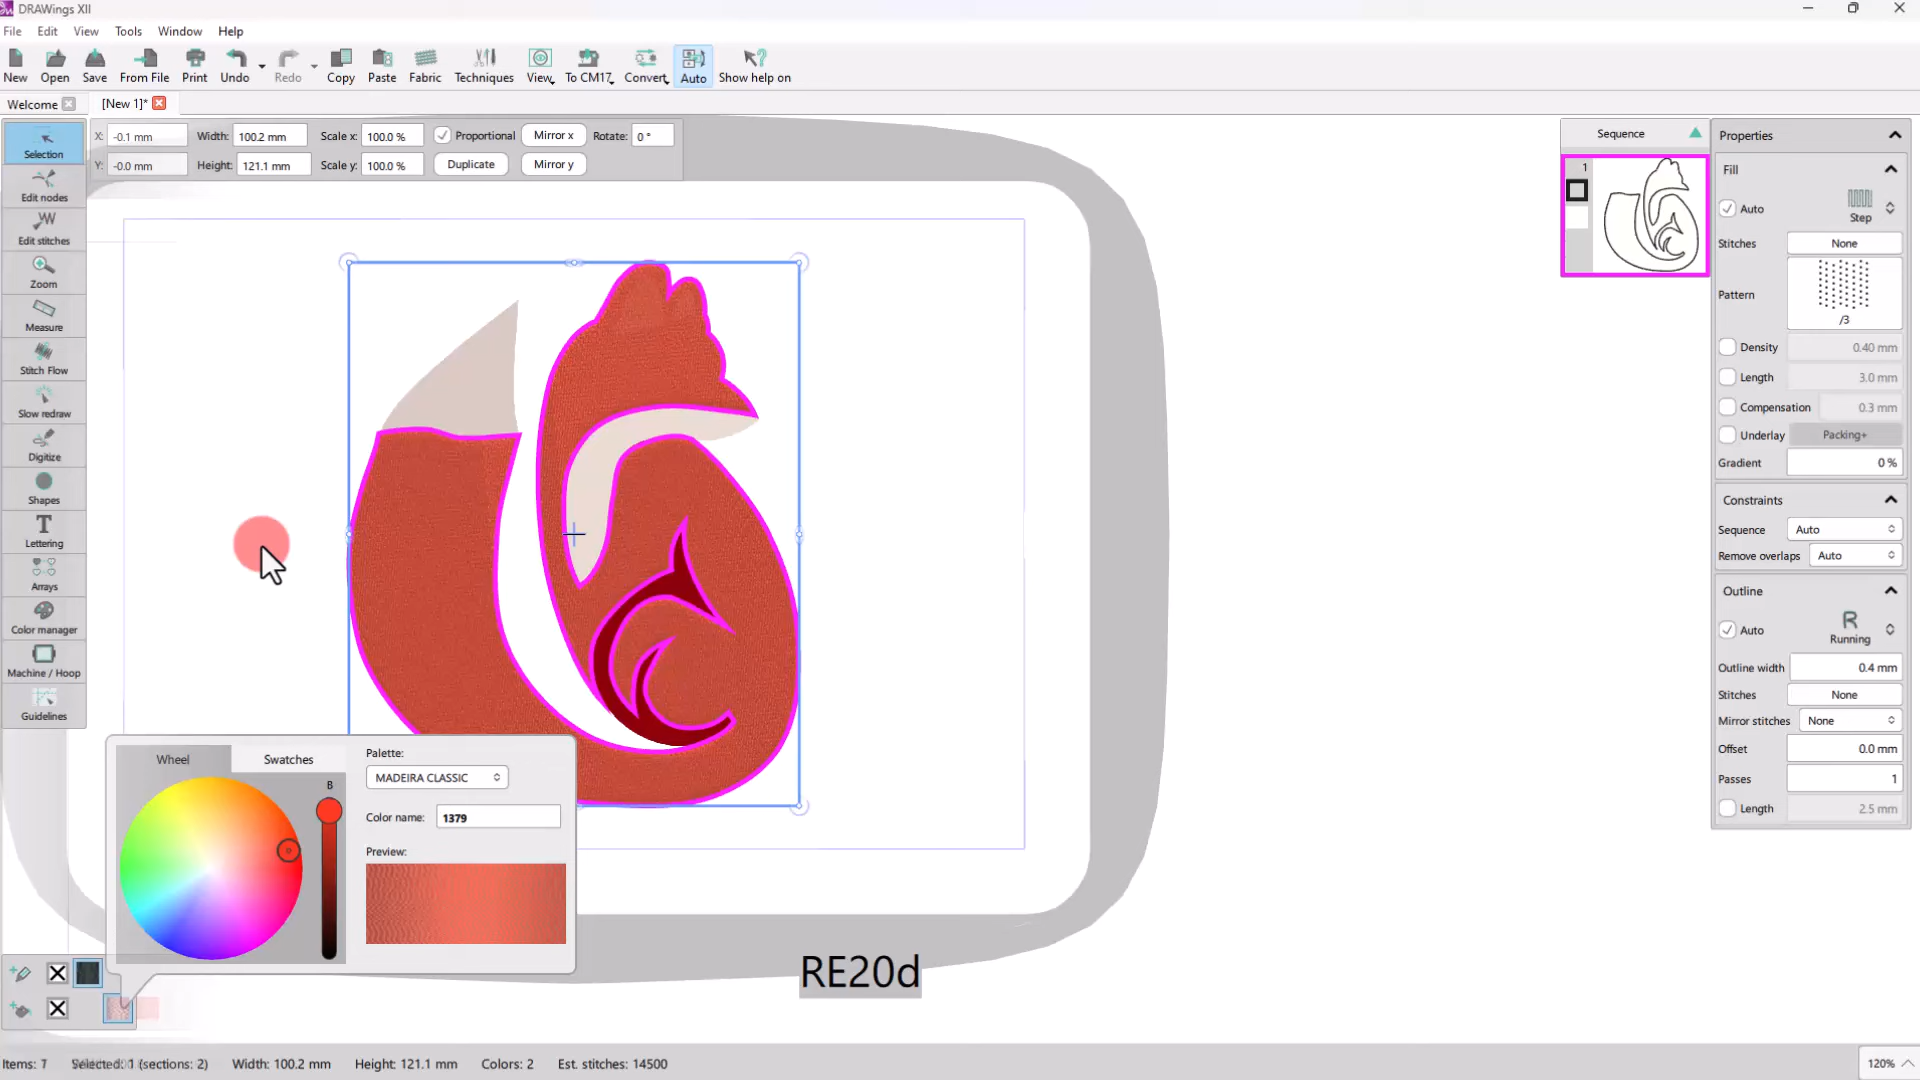 DRAWings XII
File Edit View Tools Window Help
New Open Save From File Print Undo Redo Copy Paste Fabric Techniques View To CM17 Convert Auto Show help on
Welcome [New 1]*
X: -0.1 mm Width: 100.2 mm Scale x: 100.0 % Proportional Mirror x Rotate: 0 °
Y: -0.0 mm Height: 121.1 mm Scale y: 100.0 % Duplicate Mirror y
Selection
Edit nodes
Edit stitches
Zoom
Measure
Stitch Flow
Slow redraw
Digitize
Shapes
Lettering
Arrays
Color manager
Machine / Hoop
Guidelines
Sequence
1
Properties
Fill
Auto Step
Stitches None
Pattern /3
Density 0.40 mm
Length 3.0 mm
Compensation 0.3 mm
Underlay Packing+
Gradient 0 %
Constraints
Sequence Auto
Remove overlaps Auto
Outline
Auto R Running
Outline width 0.4 mm
Stitches None
Mirror stitches None
Offset 0.0 mm
Passes 1
Length 2.5 mm
Wheel Swatches
B
Palette:
MADEIRA CLASSIC
Color name: 1379
Preview:
RE20d
Items: 7 Selected: 1 (sections: 2) Width: 100.2 mm Height: 121.1 mm Colors: 2 Est. stitches: 14500 120%